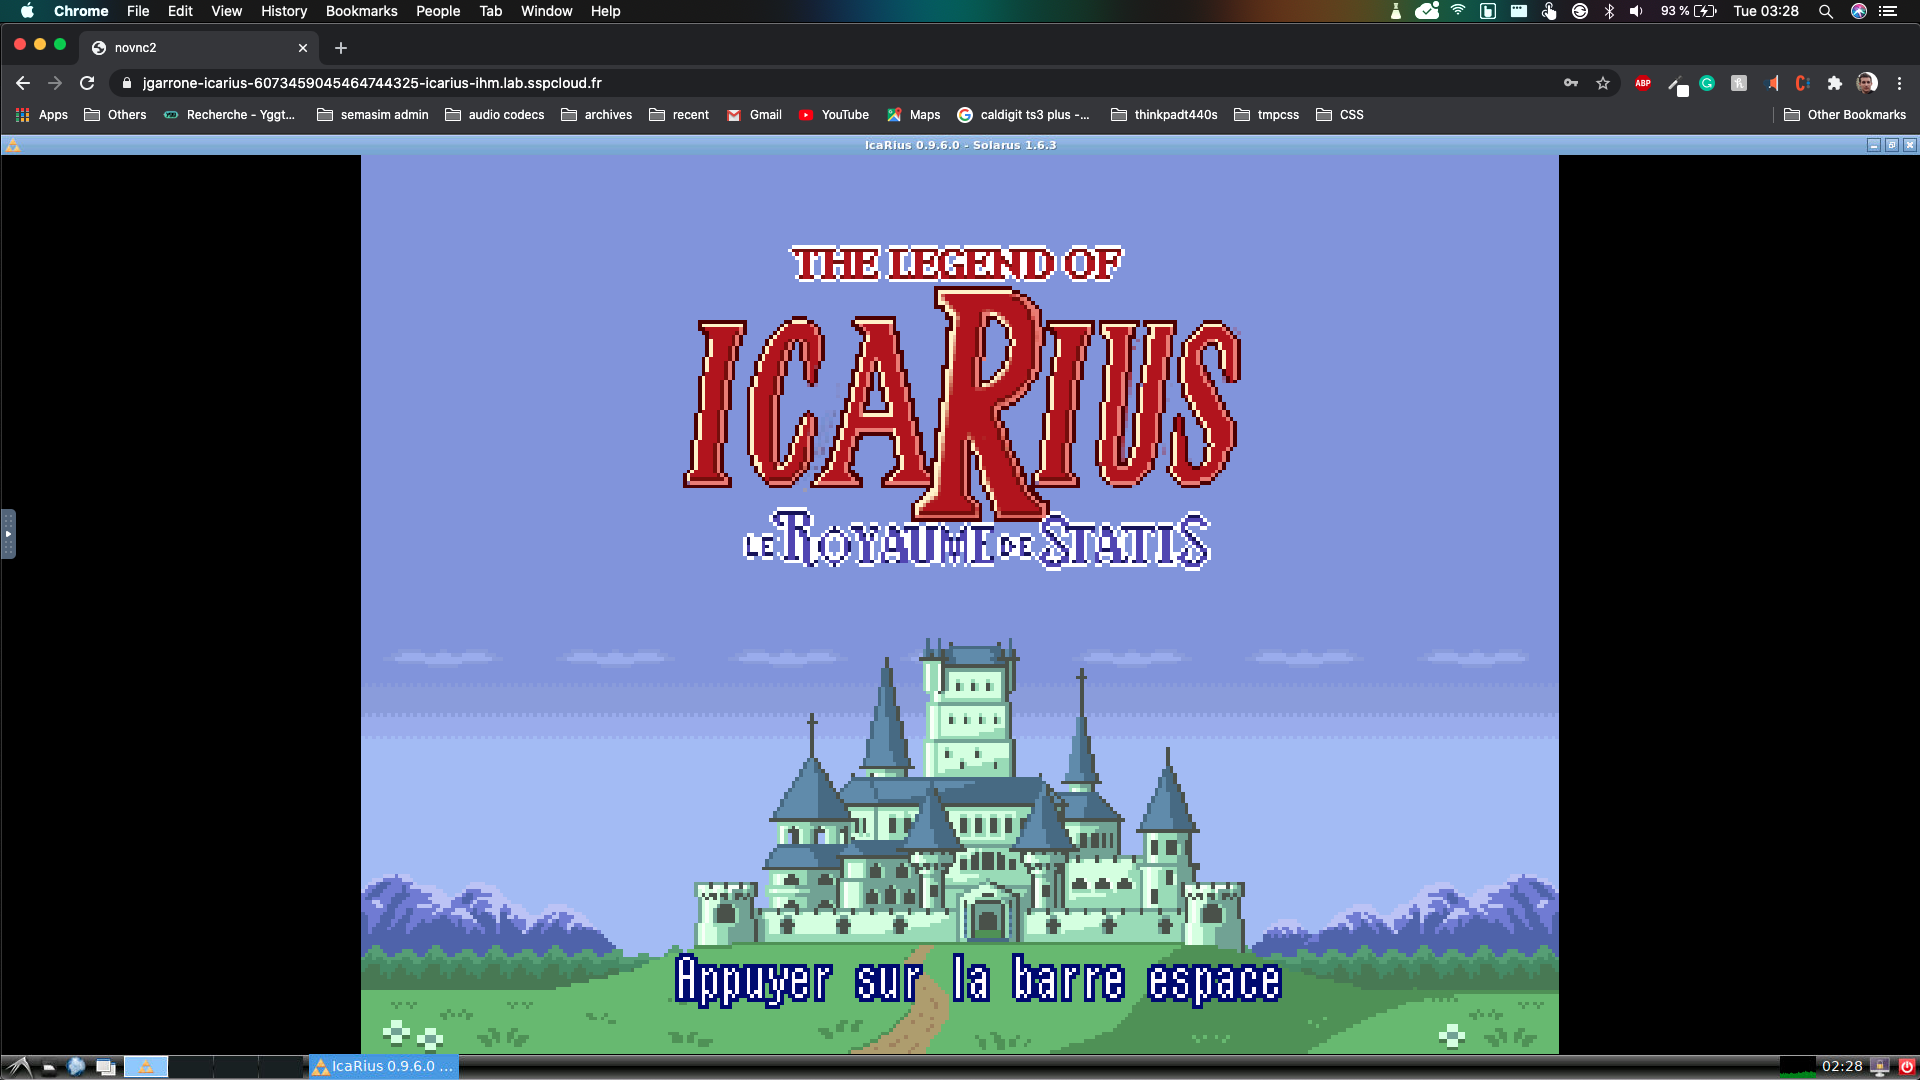 Chrome File Edit View History Bookmarks People Tab Window Help 93 % Tue 03:28
novnc2
jgarrone-icarius-6073459045464744325-icarius-ihm.lab.sspcloud.fr ABP
Apps Others Recherche - Yggt... semasim admin audio codecs archives recent Gmail YouTube Maps caldigit ts3 plus -... thinkpadt440s tmpcss CSS Other Bookmarks
IcaRius 0.9.6.0 - Solarus 1.6.3
THE LEGEND OF
ICARIUS
LE ROYAUME DE STATIS
Appuyer sur la barre espace
IcaRius 0.9.6.0 ... 02:28